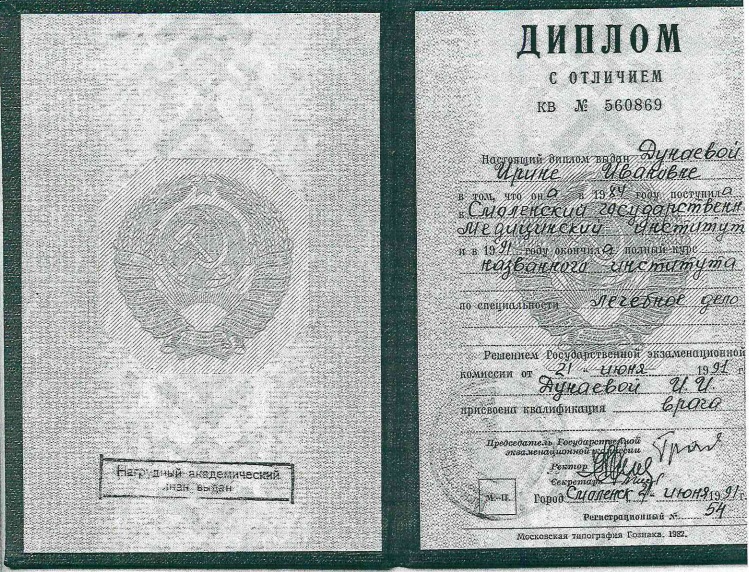 Нагрудный академический
знак выдан
ДИПЛОМ
С ОТЛИЧИЕМ
КВ № 560869
Настоящий диплом выдан Дунаевой
Ирине Ивановне
в том, что она в 1984 году поступила
в Смоленский государственн
Медицинский институт
и в 1991 году окончила полный курс
названного института
по специальности лечебное дело
Решением Государственной экзаменационной
комиссии от „21“ июня 1991 г
Дунаевой И. И.
присвоена квалификация врача
Председатель Государственной
экзаменационной комиссии
Ректор
Секретарь
М. П.
Город Смоленск июня 1991 г
Регистрационный № 54
Московская типография Гознака. 1982.